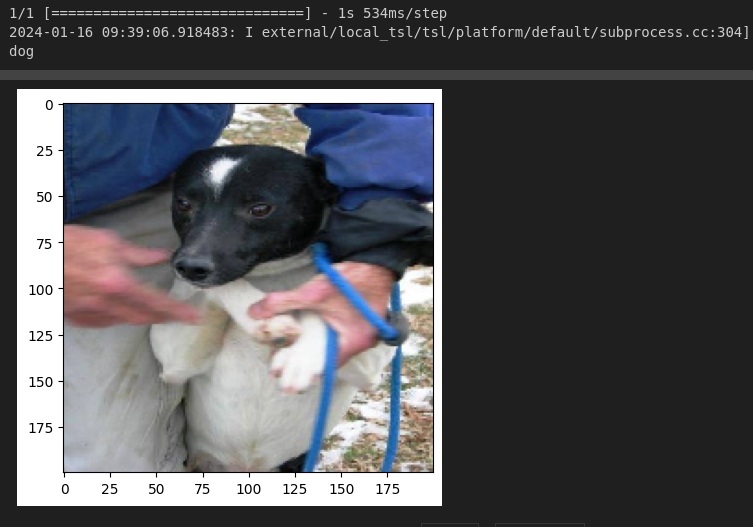 1/1 [==============================] - 1s 534ms/step
2024-01-16 09:39:06.918483: I external/local_tsl/tsl/platform/default/subprocess.cc:304]
dog
0
25
50
75
100
125
150
175
0 25 50 75 100 125 150 175